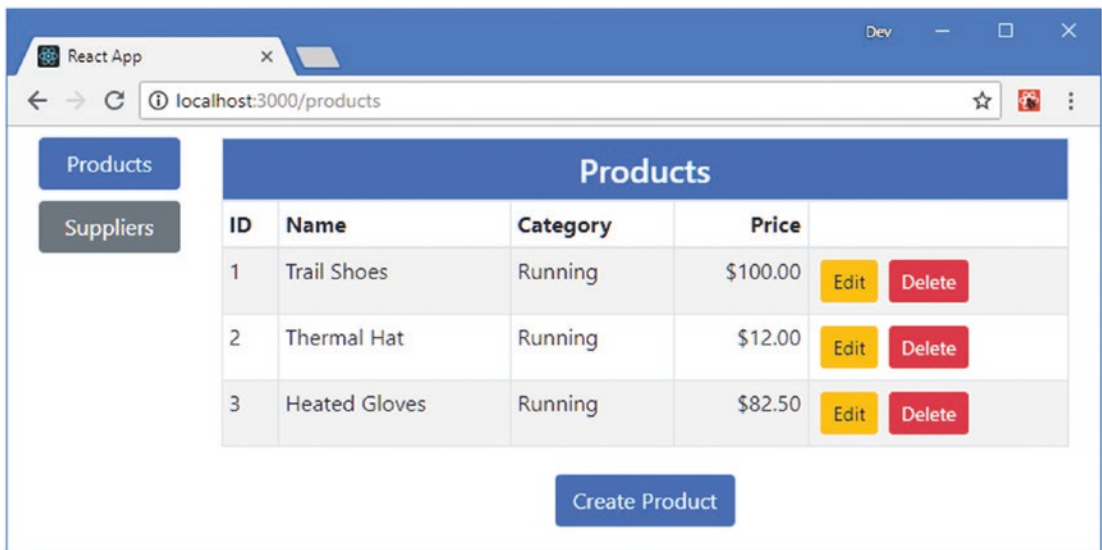 Dev
React App
localhost:3000/products
Products
Suppliers
Products
ID Name Category Price
1 Trail Shoes Running $100.00 Edit Delete
2 Thermal Hat Running $12.00 Edit Delete
3 Heated Gloves Running $82.50 Edit Delete
Create Product